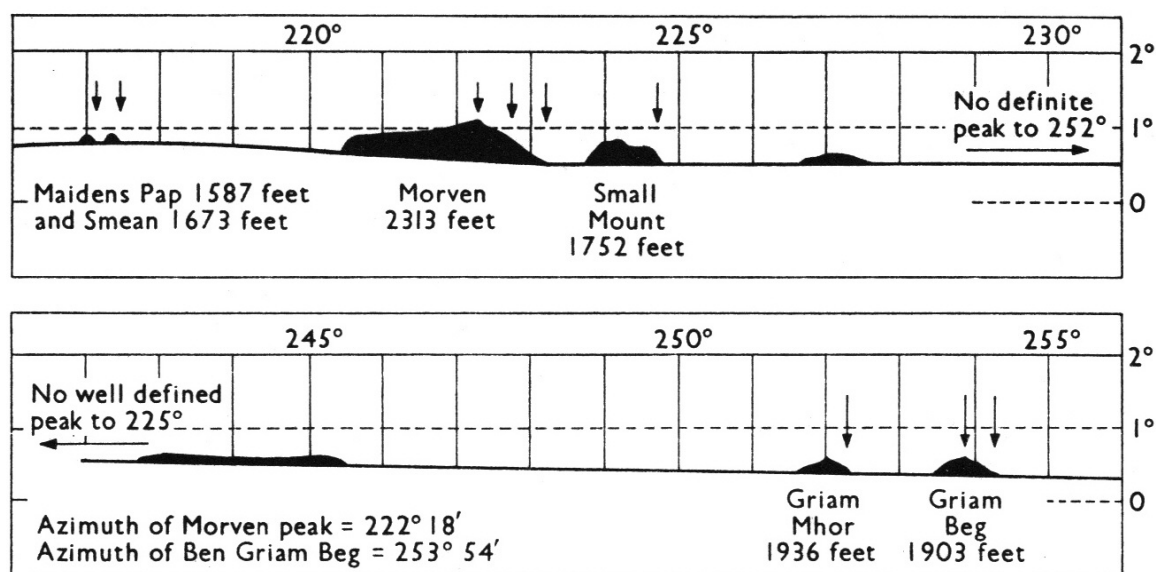 220° 225° 230°
2°
No definite
peak to 252°
1°
Maidens Pap 1587 feet
and Smean 1673 feet
Morven
2313 feet
Small
Mount
1752 feet
0
245° 250° 255°
2°
No well defined
peak to 225°
1°
Griam
Mhor
1936 feet
Griam
Beg
1903 feet
0
Azimuth of Morven peak = 222° 18′
Azimuth of Ben Griam Beg = 253° 54′